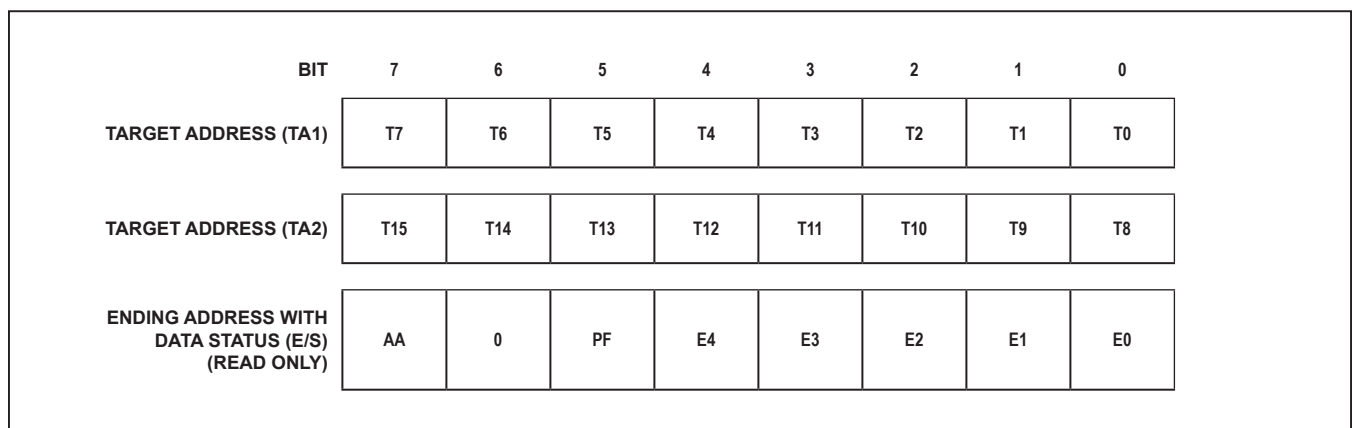 BIT 7 6 5 4 3 2 1 0
TARGET ADDRESS (TA1) T7 T6 T5 T4 T3 T2 T1 T0
TARGET ADDRESS (TA2) T15 T14 T13 T12 T11 T10 T9 T8
ENDING ADDRESS WITH
DATA STATUS (E/S)
(READ ONLY)
AA 0 PF E4 E3 E2 E1 E0